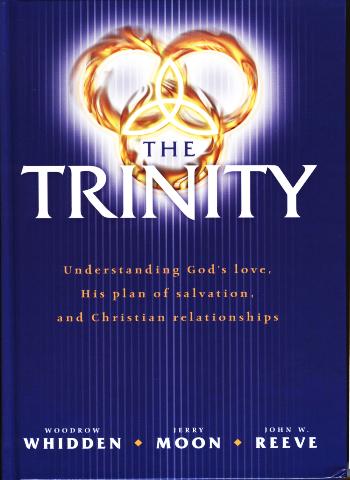 THE
TRINITY
Understanding God's love,
His plan of salvation,
and Christian relationships
WOODROW JERRY JOHN W.
WHIDDEN ◆ MOON ◆ REEVE